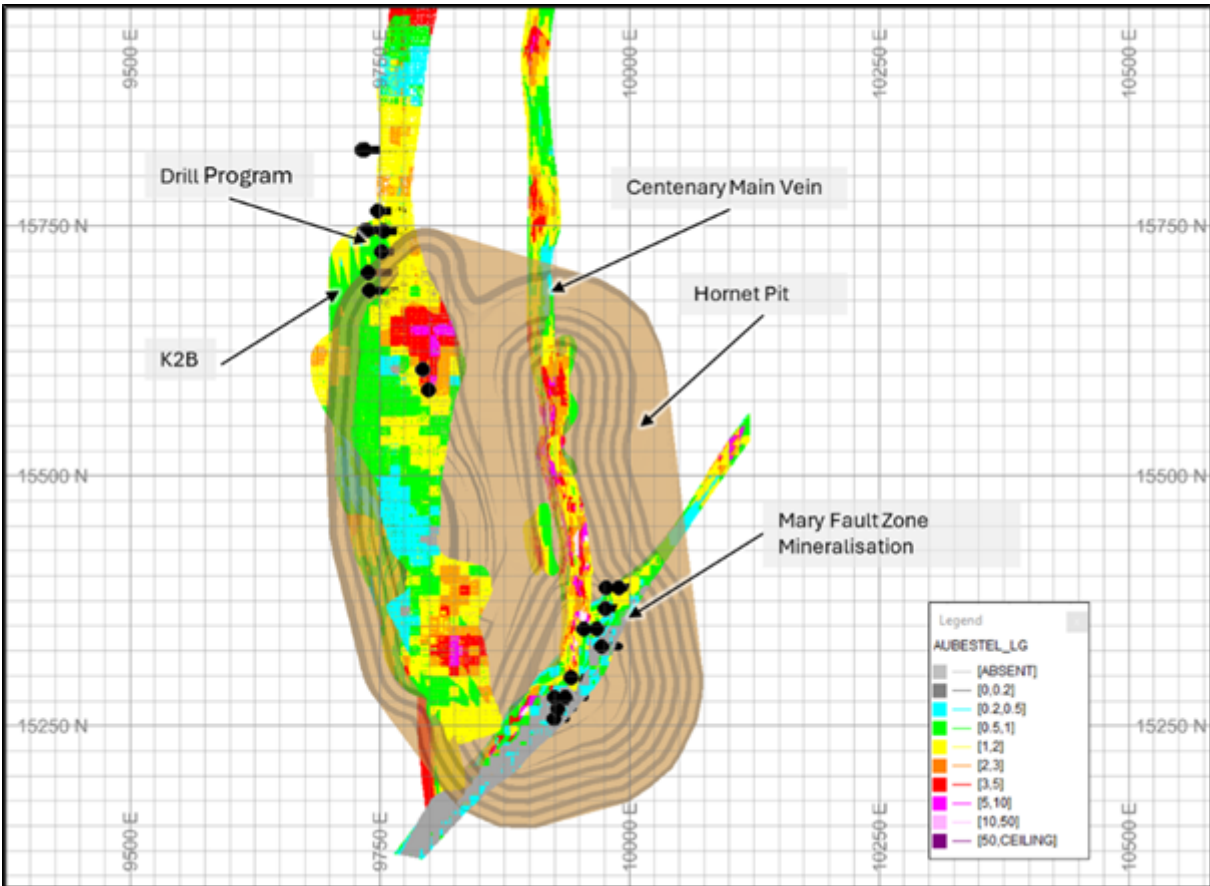 9500 E
9750 E
10000 E
10250 E
10500 E
Drill Program
Centenary Main Vein
15750 N
15750 N
Hornet Pit
K2B
15500 N
15500 N
Mary Fault Zone
Mineralisation
Legend
AUBESTEL_LG
[ABSENT]
[0,0.2]
[0.2,0.5]
[0.5,1]
[1,2]
[2,3]
[3,5]
[5,10]
[10,50]
[50,CEILING]
15250 N
15250 N
9500 E
9750 E
10000 E
10250 E
10500 E